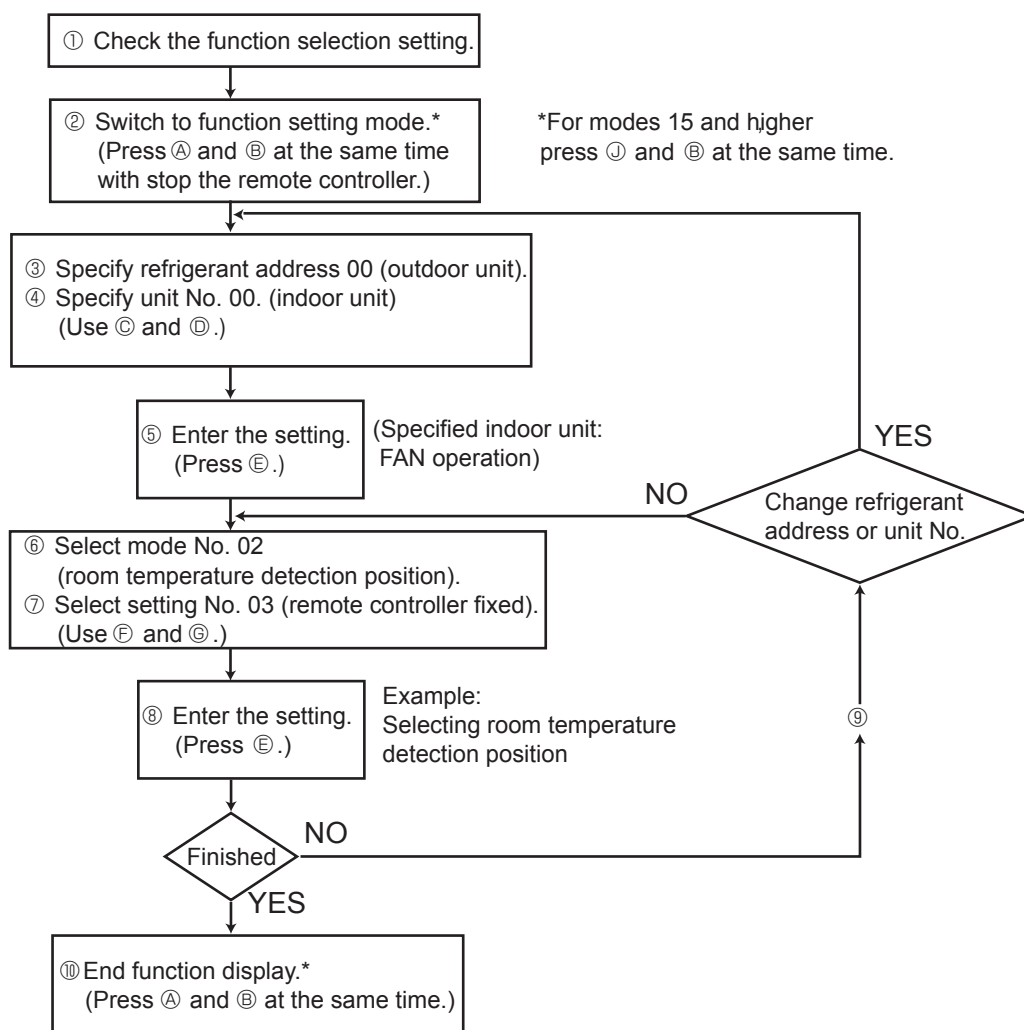 ① Check the function selection setting.
② Switch to function setting mode.*
(Press Ⓐ and Ⓑ at the same time
with stop the remote controller.)
*For modes 15 and higher,
press Ⓙ and Ⓑ at the same time.
③ Specify refrigerant address 00 (outdoor unit).
④ Specify unit No. 00. (indoor unit)
(Use Ⓒ and Ⓓ.)
⑤ Enter the setting.
(Press Ⓔ.)
(Specified indoor unit:
FAN operation)
YES
NO
Change refrigerant
address or unit No.
⑥ Select mode No. 02
(room temperature detection position).
⑦ Select setting No. 03 (remote controller fixed).
(Use Ⓕ and Ⓖ.)
⑧ Enter the setting.
(Press Ⓔ.)
Example:
Selecting room temperature
detection position
⑨
Finished
NO
YES
⑩ End function display.*
(Press Ⓐ and Ⓑ at the same time.)